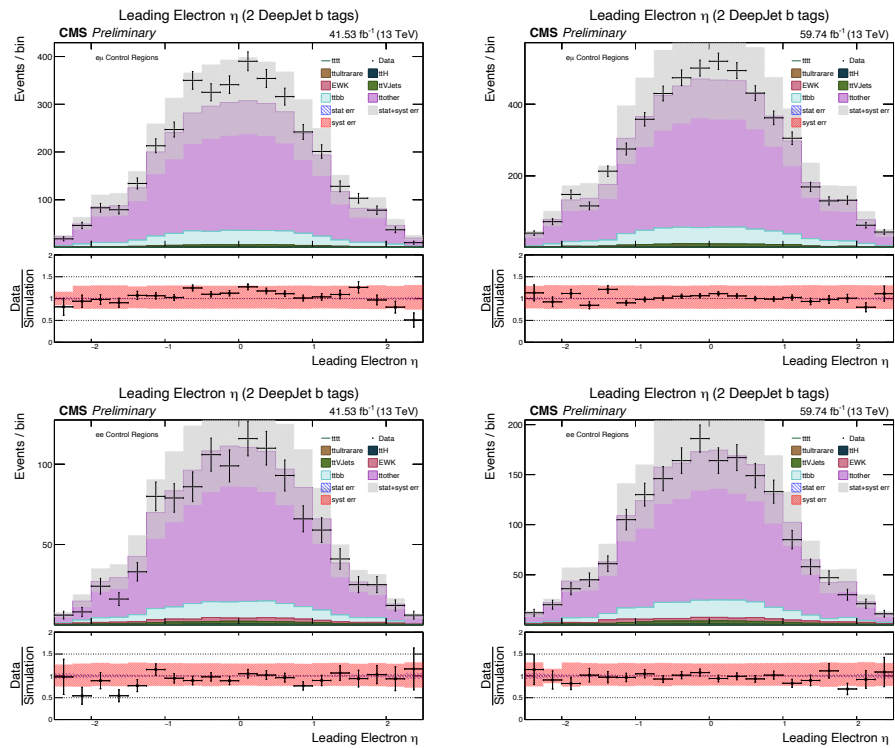 Leading Electron η (2 DeepJet b tags)
CMS Preliminary 41.53 fb⁻¹ (13 TeV)
Events / bin
400
300
200
100
eμ Control Regions
tttt
Data
ttultrarare
ttH
EWK
ttVJets
ttbb
ttother
stat err
stat+syst err
syst err
Data
Simulation
2
1.5
1
0.5
0
−2 −1 0 1 2
Leading Electron η
Leading Electron η (2 DeepJet b tags)
CMS Preliminary 59.74 fb⁻¹ (13 TeV)
Events / bin
400
200
eμ Control Regions
tttt
Data
ttultrarare
ttH
EWK
ttVJets
ttbb
ttother
stat err
stat+syst err
syst err
Data
Simulation
2
1.5
1
0.5
0
−2 −1 0 1 2
Leading Electron η
Leading Electron η (2 DeepJet b tags)
CMS Preliminary 41.53 fb⁻¹ (13 TeV)
Events / bin
100
50
ee Control Regions
tttt
Data
ttultrarare
ttH
ttVJets
EWK
ttbb
ttother
stat err
stat+syst err
syst err
Data
Simulation
2
1.5
1
0.5
0
−2 −1 0 1 2
Leading Electron η
Leading Electron η (2 DeepJet b tags)
CMS Preliminary 59.74 fb⁻¹ (13 TeV)
Events / bin
200
150
100
50
ee Control Regions
tttt
Data
ttultrarare
ttH
ttVJets
EWK
ttbb
ttother
stat err
stat+syst err
syst err
Data
Simulation
2
1.5
1
0.5
0
−2 −1 0 1 2
Leading Electron η